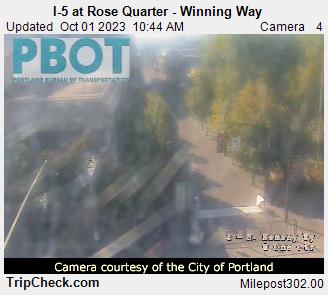 I-5 at Rose Quarter - Winning Way
Updated Oct 01 2023 10:44 AM Camera 4
PBOT
PORTLAND BUREAU OF TRANSPORTATION
Camera courtesy of the City of Portland
TripCheck.com Milepost302.00